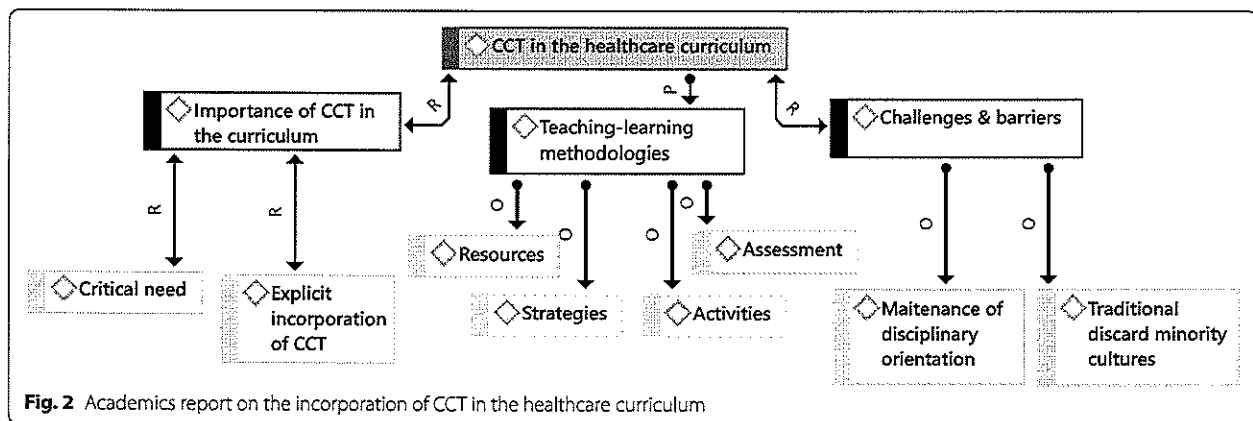 CCT in the healthcare curriculum
R
P
R
Importance of CCT in
the curriculum
Teaching-learning
methodologies
Challenges & barriers
R
R
O
O
O
O
O
O
Resources
Assessment
Critical need
Explicit
incorporation
of CCT
Strategies
Activities
Maitenance of
disciplinary
orientation
Traditional
discard minority
cultures
Fig. 2 Academics report on the incorporation of CCT in the healthcare curriculum